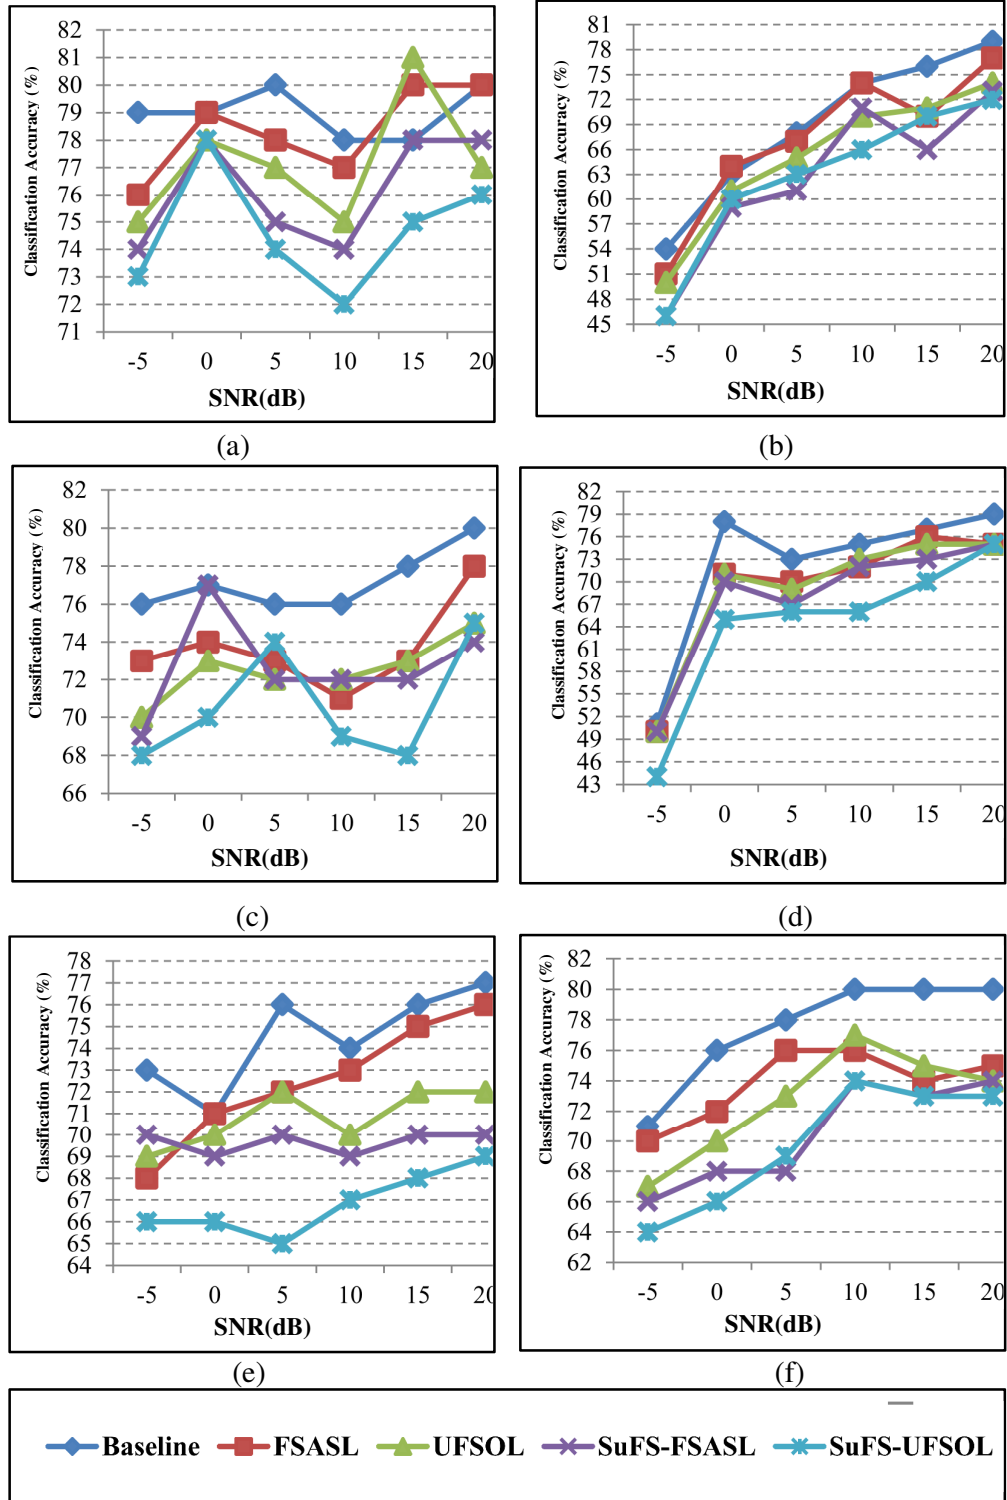 82
81
80
79
78
77
76
75
74
73
72
71
Classification Accuracy (%)
-5 0 5 10 15 20
SNR(dB)
(a)
81
78
75
72
69
66
63
60
57
54
51
48
45
Classification Accuracy (%)
-5 0 5 10 15 20
SNR(dB)
(b)
82
80
78
76
74
72
70
68
66
Classification Accuracy (%)
-5 0 5 10 15 20
SNR(dB)
(c)
82
79
76
73
70
67
64
61
58
55
52
49
46
43
Classification Accuracy (%)
-5 0 5 10 15 20
SNR(dB)
(d)
78
77
76
75
74
73
72
71
70
69
68
67
66
65
64
Classification Accuracy (%)
-5 0 5 10 15 20
SNR(dB)
(e)
82
80
78
76
74
72
70
68
66
64
62
Classification Accuracy (%)
-5 0 5 10 15 20
SNR(dB)
(f)
Baseline FSASL UFSOL SuFS-FSASL SuFS-UFSOL